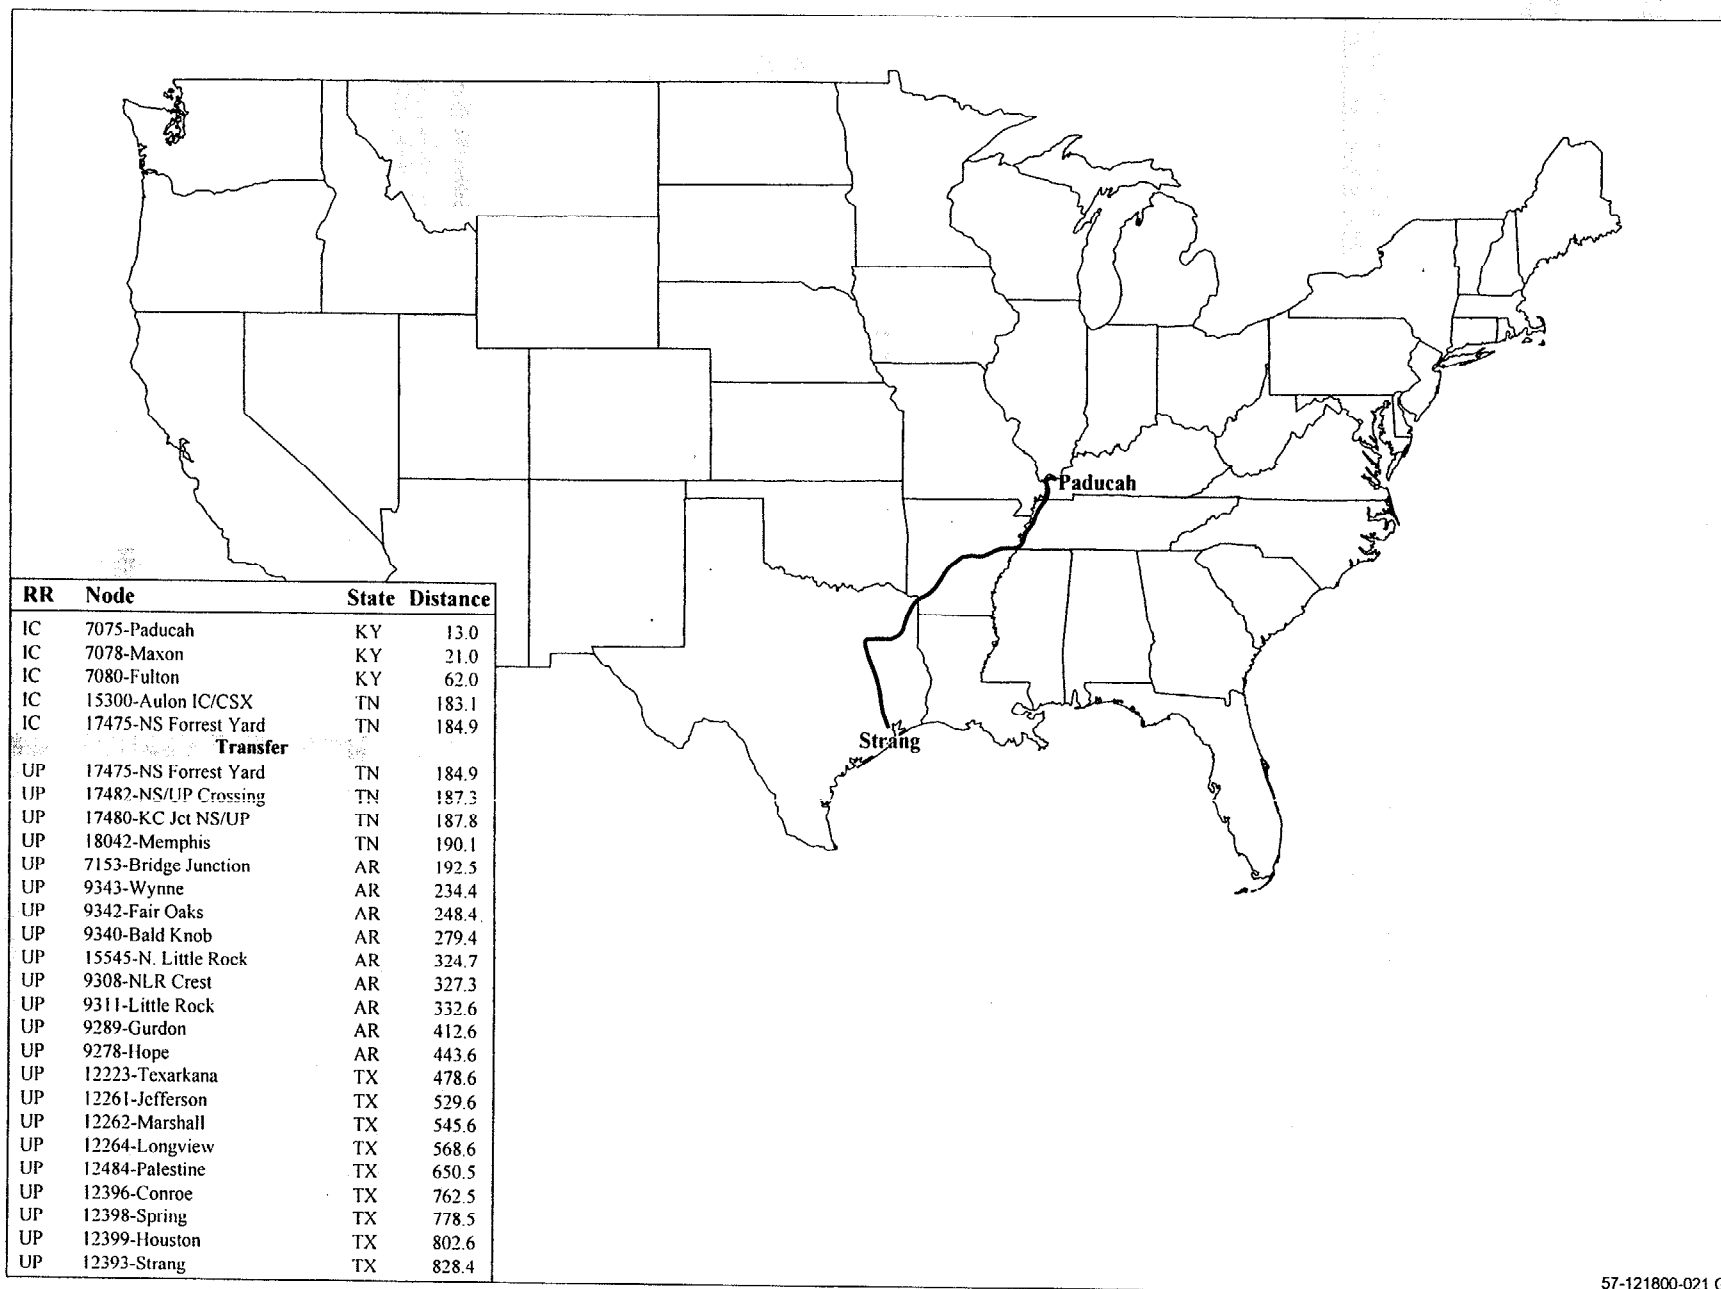 Paducah
Strang
RR Node State Distance
IC 7075-Paducah KY 13.0
IC 7078-Maxon KY 21.0
IC 7080-Fulton KY 62.0
IC 15300-Aulon IC/CSX TN 183.1
IC 17475-NS Forrest Yard TN 184.9
Transfer
UP 17475-NS Forrest Yard TN 184.9
UP 17482-NS/UP Crossing TN 187.3
UP 17480-KC Jct NS/UP TN 187.8
UP 18042-Memphis TN 190.1
UP 7153-Bridge Junction AR 192.5
UP 9343-Wynne AR 234.4
UP 9342-Fair Oaks AR 248.4
UP 9340-Bald Knob AR 279.4
UP 15545-N. Little Rock AR 324.7
UP 9308-NLR Crest AR 327.3
UP 9311-Little Rock AR 332.6
UP 9289-Gurdon AR 412.6
UP 9278-Hope AR 443.6
UP 12223-Texarkana TX 478.6
UP 12261-Jefferson TX 529.6
UP 12262-Marshall TX 545.6
UP 12264-Longview TX 568.6
UP 12484-Palestine TX 650.5
UP 12396-Conroe TX 762.5
UP 12398-Spring TX 778.5
UP 12399-Houston TX 802.6
UP 12393-Strang TX 828.4
57-121800-021